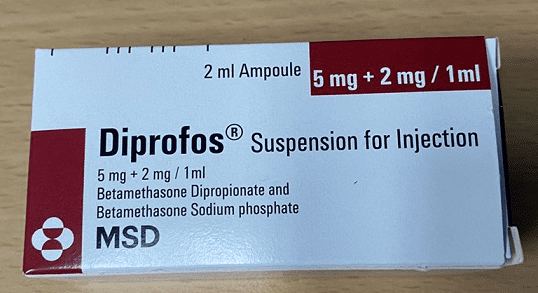 2 ml Ampoule
5 mg + 2 mg / 1ml
Diprofos® Suspension for Injection
5 mg + 2 mg / 1ml
Betamethasone Dipropionate and
Betamethasone Sodium phosphate
MSD